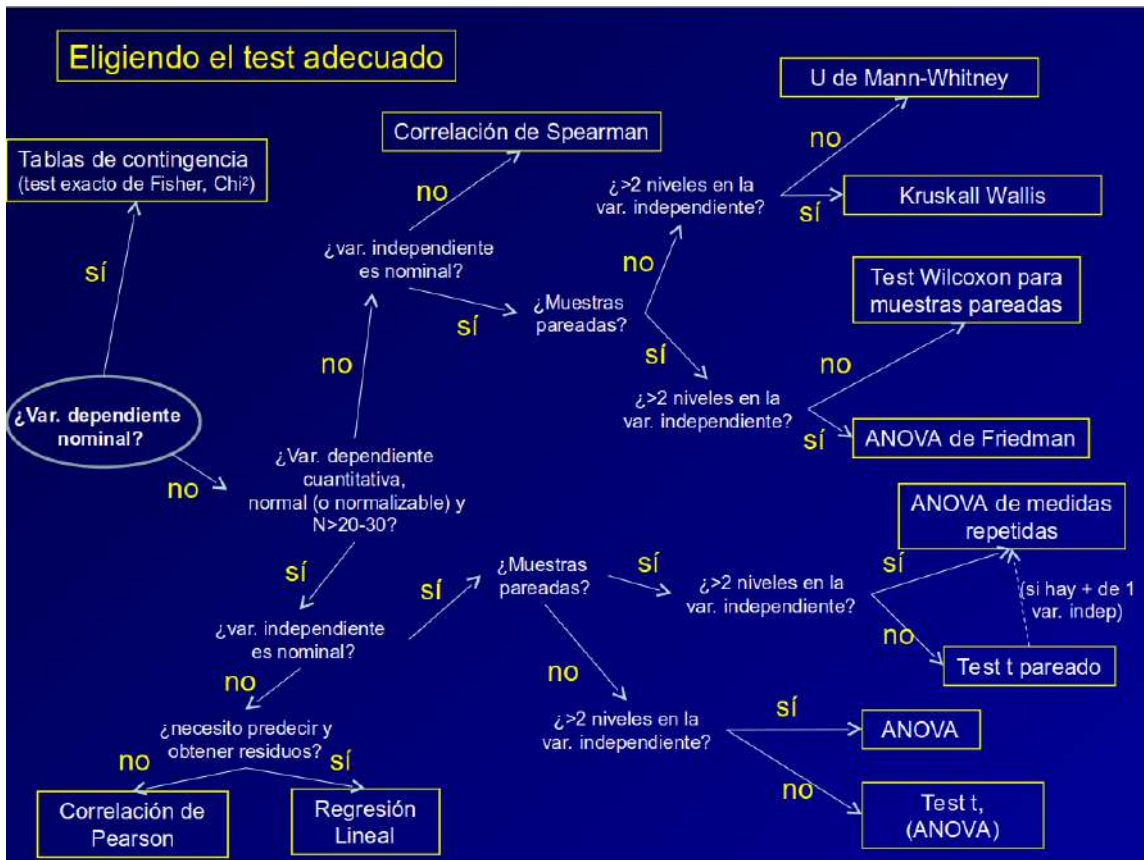 Eligiendo el test adecuado
U de Mann-Whitney
no
Correlación de Spearman
Tablas de contingencia
(test exacto de Fisher, Chi²)
no
¿>2 niveles en la
var. independiente?
sí
Kruskall Wallis
¿var. independiente
es nominal?
no
sí
sí
¿Muestras
pareadas?
Test Wilcoxon para
muestras pareadas
no
sí
no
¿>2 niveles en la
var. independiente?
sí
ANOVA de Friedman
¿Var. dependiente
nominal?
no
¿Var. dependiente
cuantitativa,
normal (o normalizable) y
N>20-30?
ANOVA de medidas
repetidas
sí
sí
¿Muestras
pareadas?
sí
¿>2 niveles en la
var. independiente?
sí
(si hay + de 1
var. indep)
no
Test t pareado
¿var. independiente
es nominal?
no
no
¿necesito predecir y
obtener residuos?
no
sí
Correlación de
Pearson
Regresión
Lineal
¿>2 niveles en la
var. independiente?
sí
ANOVA
no
Test t,
(ANOVA)